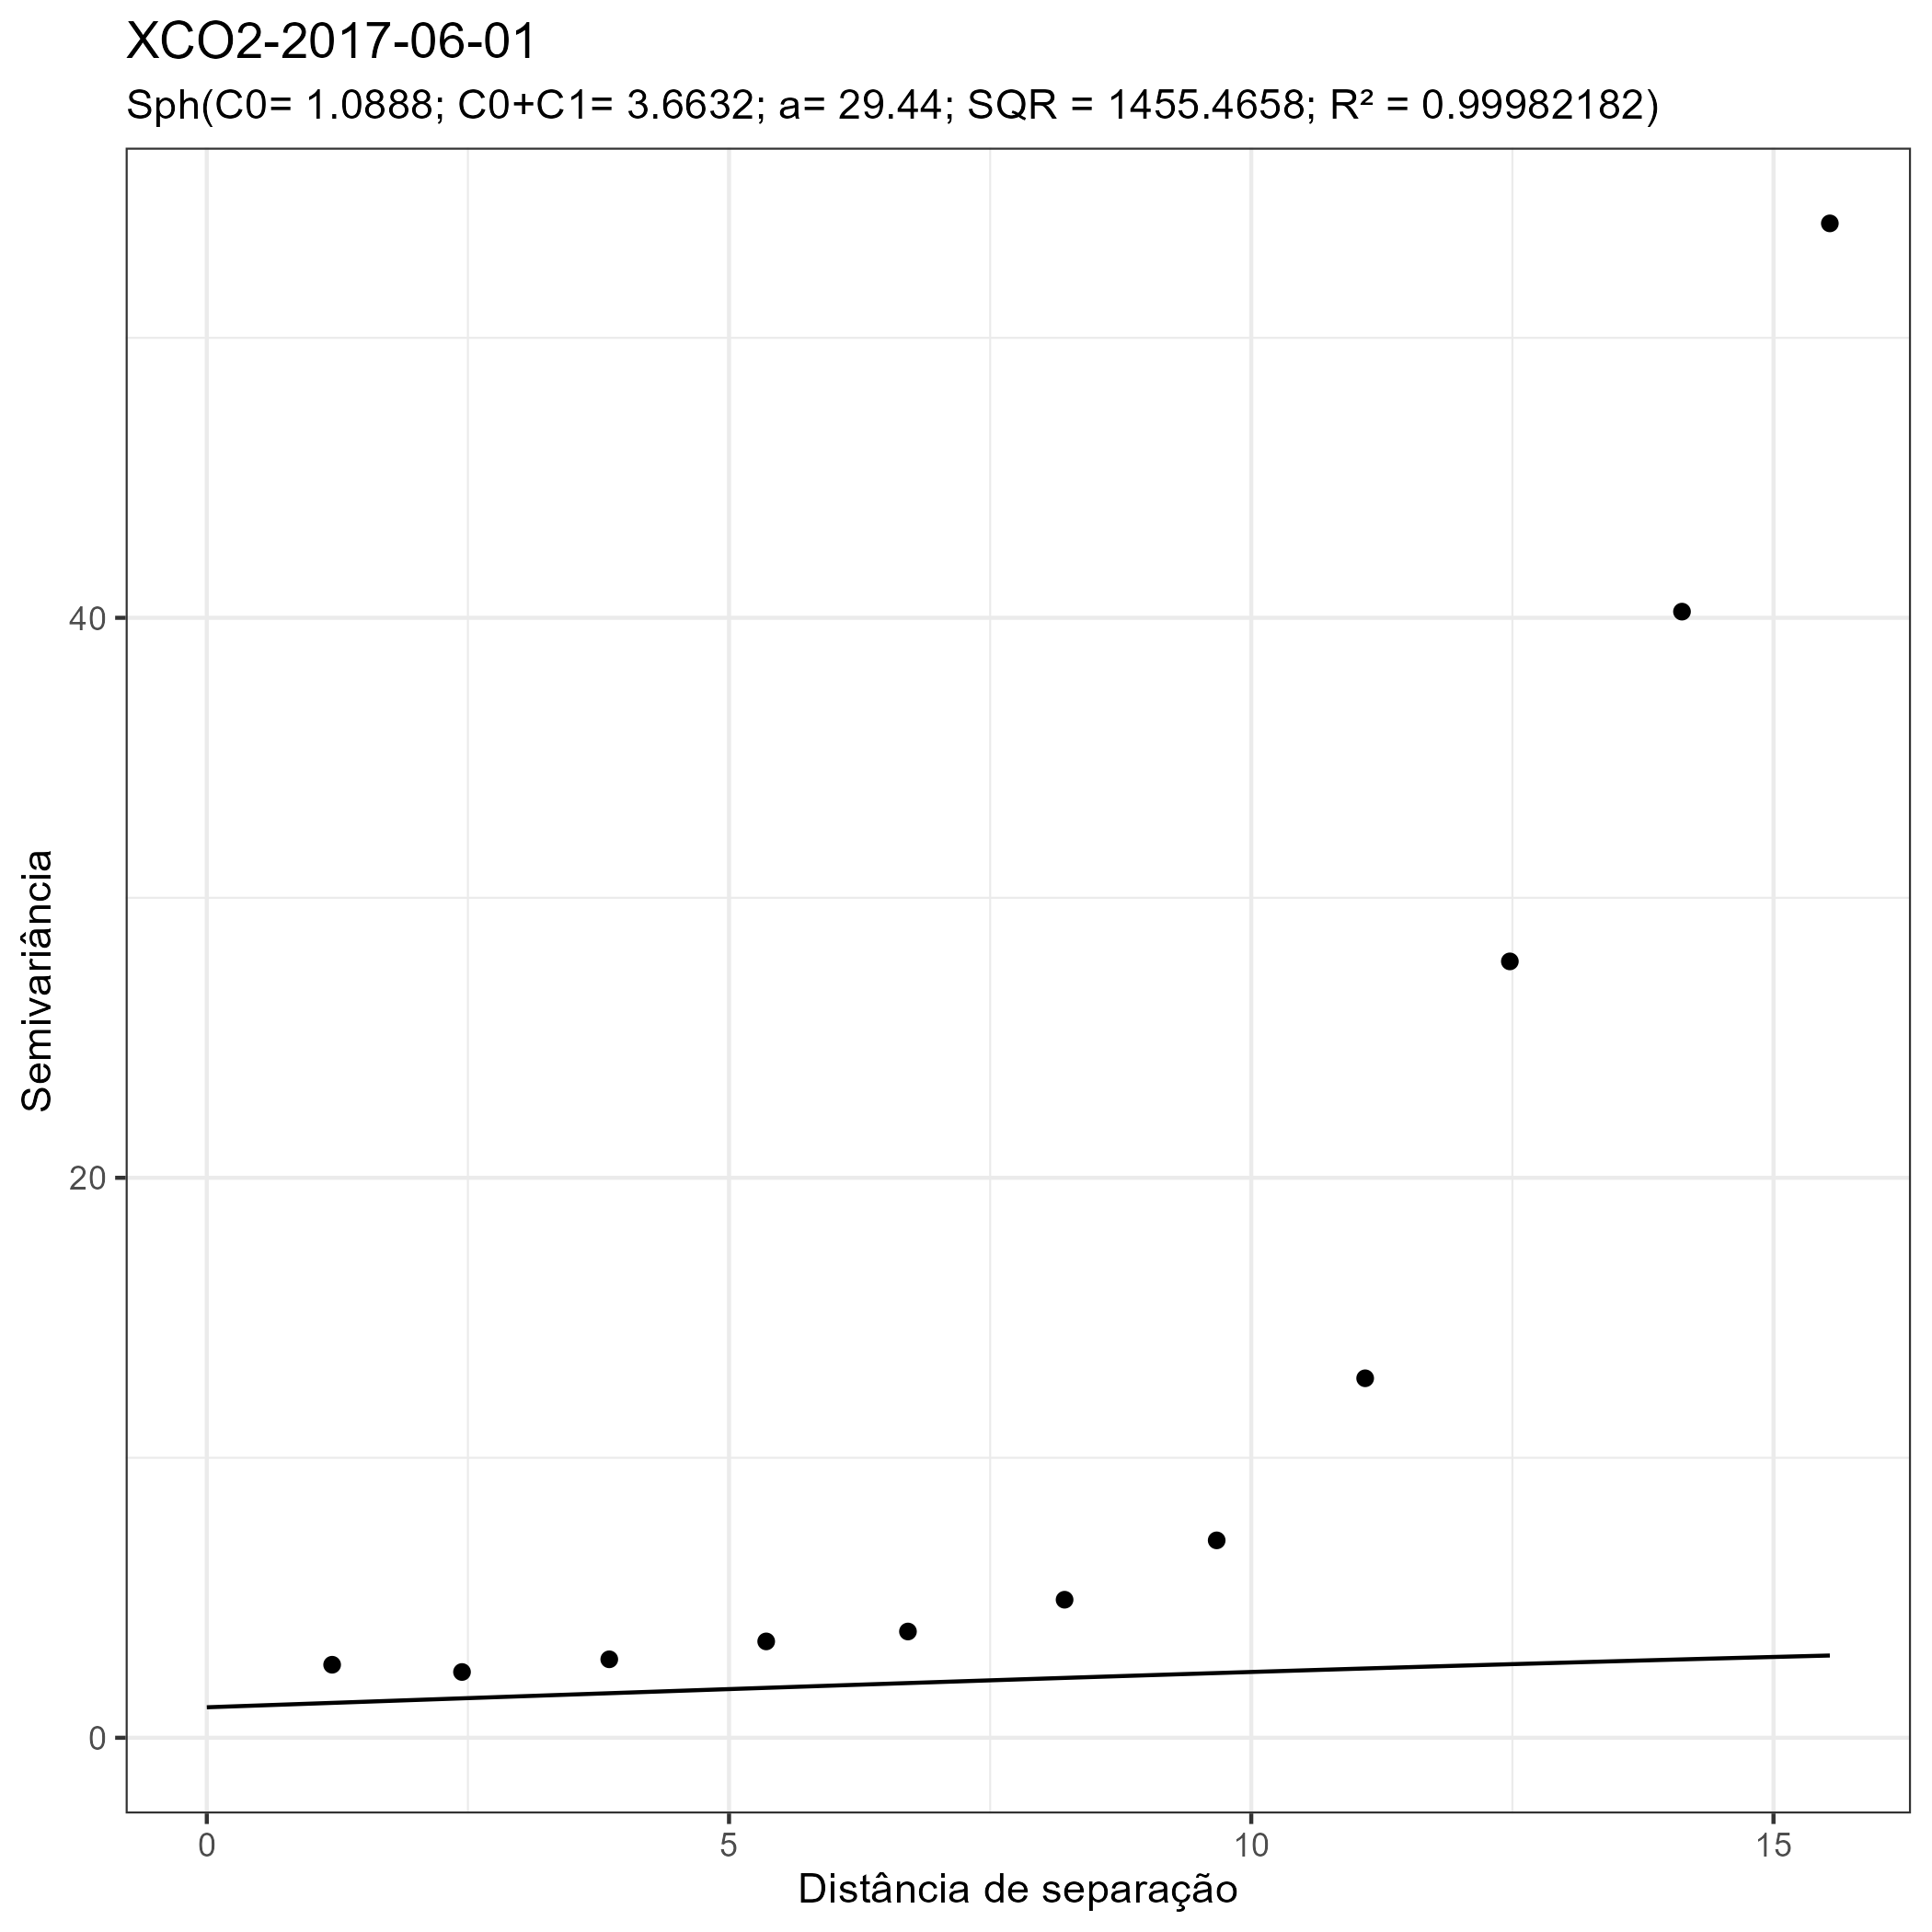 XCO2-2017-06-01
Sph(C0= 1.0888; C0+C1= 3.6632; a= 29.44; SQR = 1455.4658; R² = 0.99982182)
Semivariância
40
20
0
0 5 10 15
Distância de separação